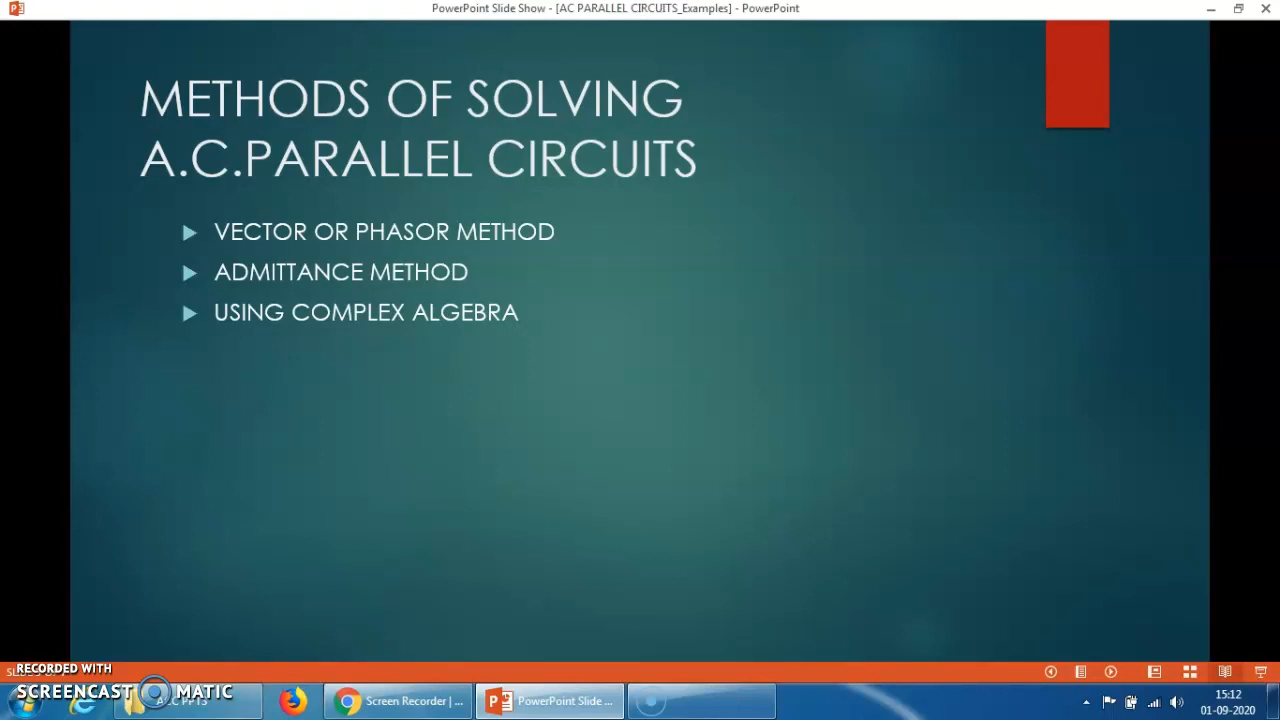 PowerPoint Slide Show - [AC PARALLEL CIRCUITS_Examples] - PowerPoint
METHODS OF SOLVING
A.C.PARALLEL CIRCUITS
VECTOR OR PHASOR METHOD
ADMITTANCE METHOD
USING COMPLEX ALGEBRA
RECORDED WITH
SCREENCAST MATIC
Screen Recorder |...
PowerPoint Slide ...
15:12
01-09-2020